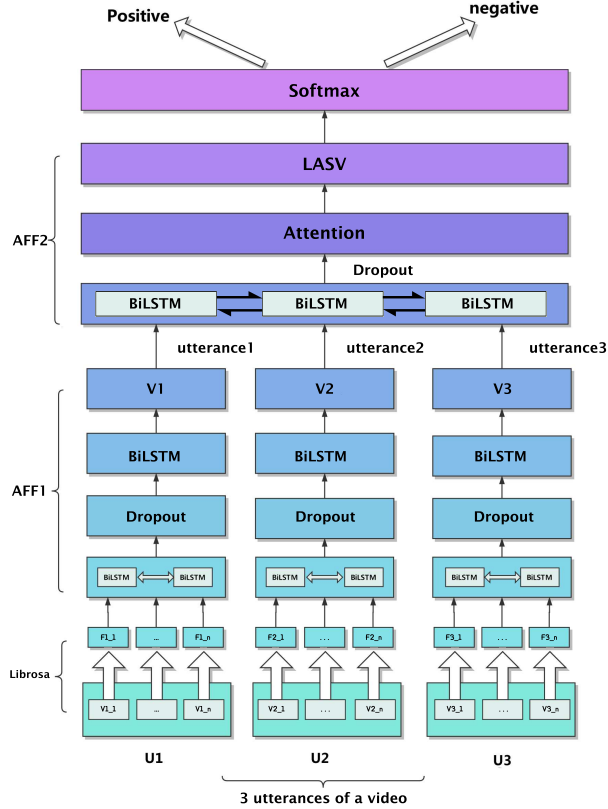 Positive
negative
Softmax
LASV
AFF2
Attention
Dropout
BiLSTM BiLSTM BiLSTM
utterance1 utterance2 utterance3
V1 V2 V3
BiLSTM BiLSTM BiLSTM
AFF1
Dropout Dropout Dropout
BiLSTM BiLSTM BiLSTM BiLSTM BiLSTM BiLSTM
F1_1 ... F1_n F2_1 ... F2_n F3_1 ... F3_n
Librosa
V1_1 ... V1_n V2_1 ... V2_n V3_1 ... V3_n
U1 U2 U3
3 utterances of a video